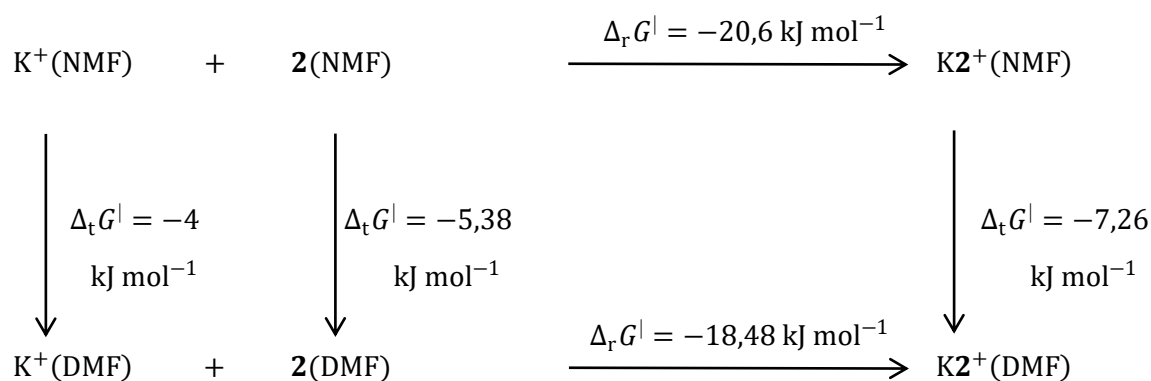 ΔrG| = −20,6 kJ mol−1
K+(NMF) + 2(NMF) K2+(NMF)
ΔtG| = −4 ΔtG| = −5,38 ΔtG| = −7,26
kJ mol−1 kJ mol−1 kJ mol−1
ΔrG| = −18,48 kJ mol−1
K+(DMF) + 2(DMF) K2+(DMF)